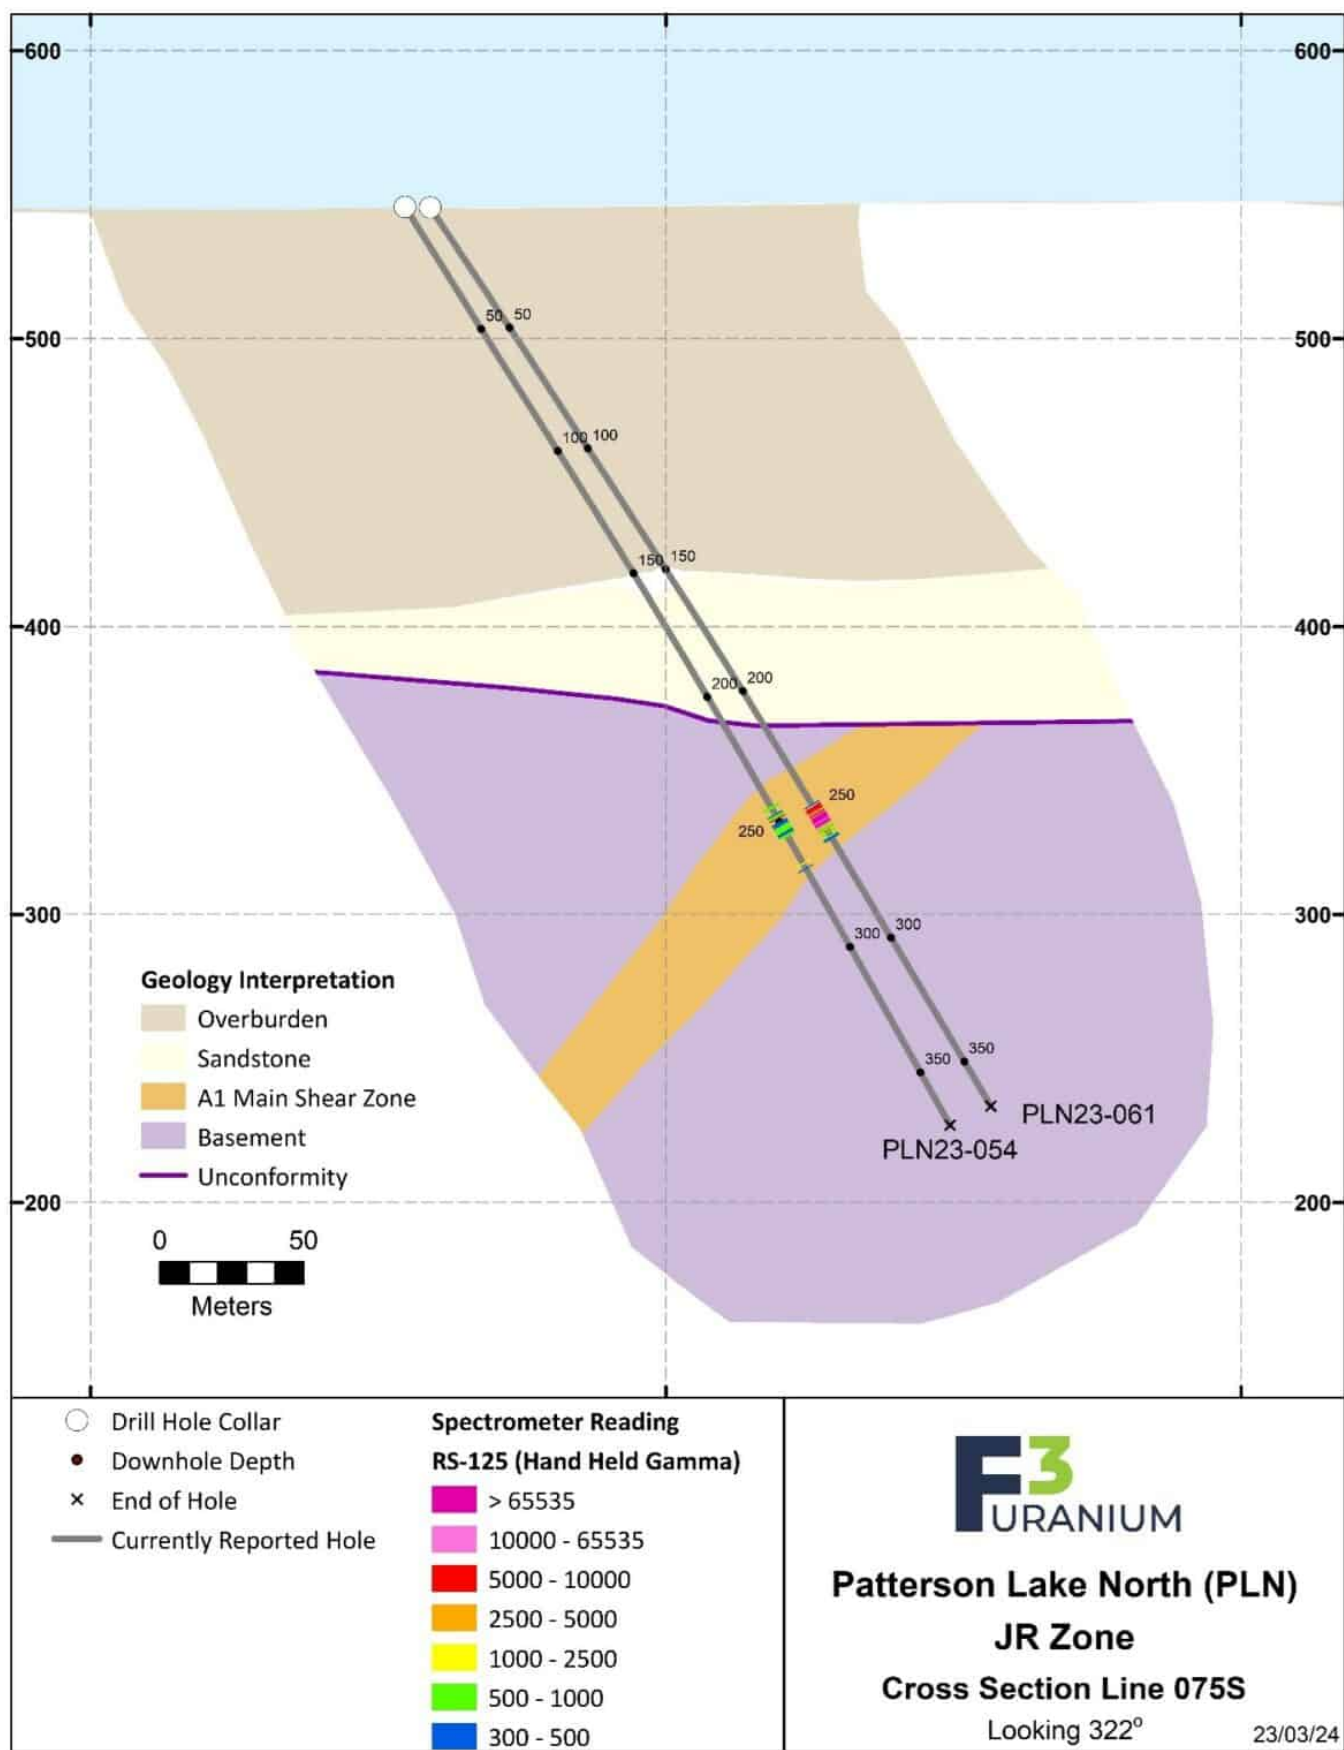 600 600
500 500
400 400
300 300
200 200
50 50
100 100
150 150
200 200
250
250
300 300
350 350
PLN23-061
PLN23-054
Geology Interpretation
Overburden
Sandstone
A1 Main Shear Zone
Basement
Unconformity
0 50
Meters
Drill Hole Collar
Downhole Depth
End of Hole
Currently Reported Hole
Spectrometer Reading
RS-125 (Hand Held Gamma)
> 65535
10000 - 65535
5000 - 10000
2500 - 5000
1000 - 2500
500 - 1000
300 - 500
F3
URANIUM
Patterson Lake North (PLN)
JR Zone
Cross Section Line 075S
Looking 322°
23/03/24